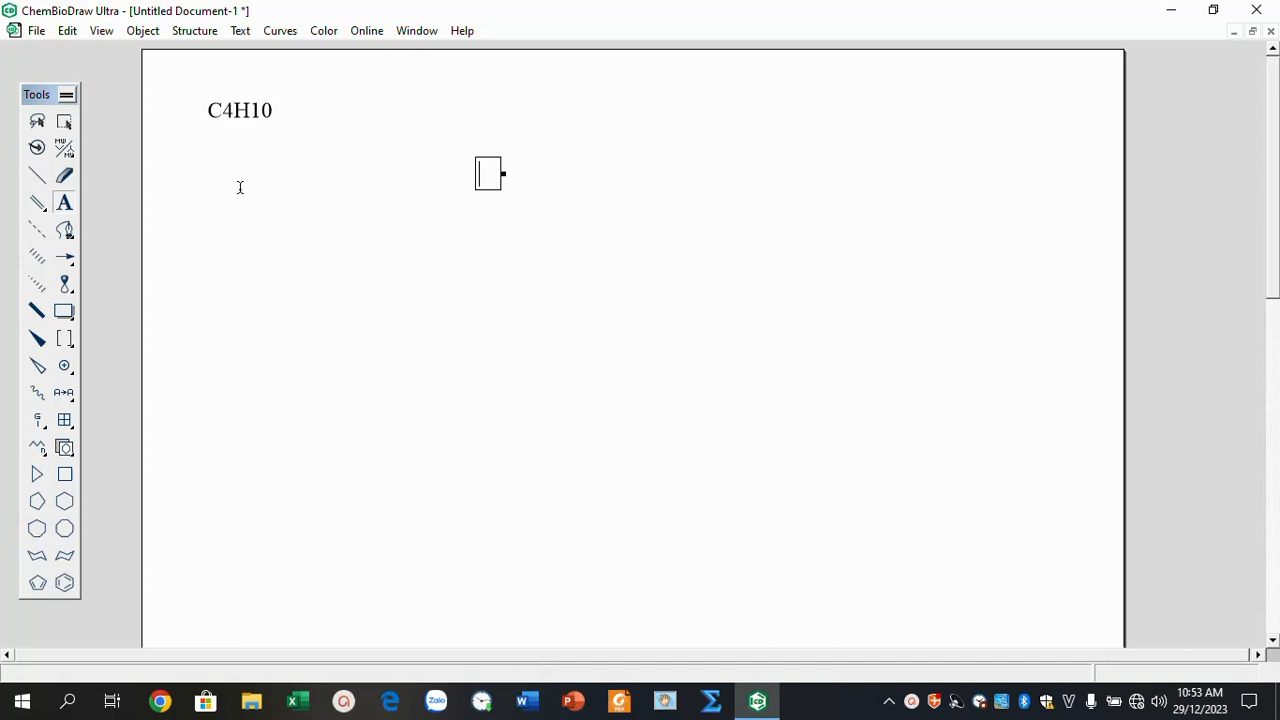 ChemBioDraw Ultra - [Untitled Document-1 *]
File Edit View Object Structure Text Curves Color Online Window Help
Tools
C4H10
A
Zalo
10:53 AM
29/12/2023